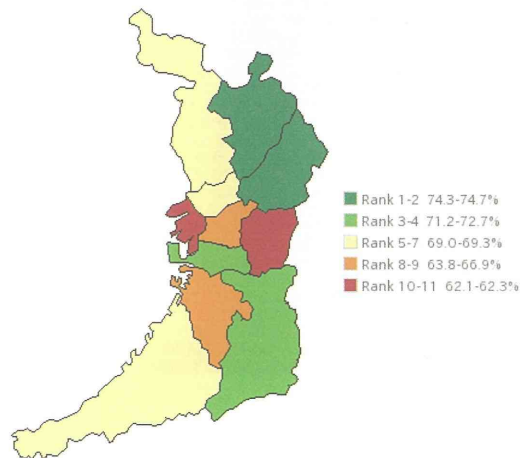 Rank 1-2 74.3-74.7%
Rank 3-4 71.2-72.7%
Rank 5-7 69.0-69.3%
Rank 8-9 63.8-66.9%
Rank 10-11 62.1-62.3%